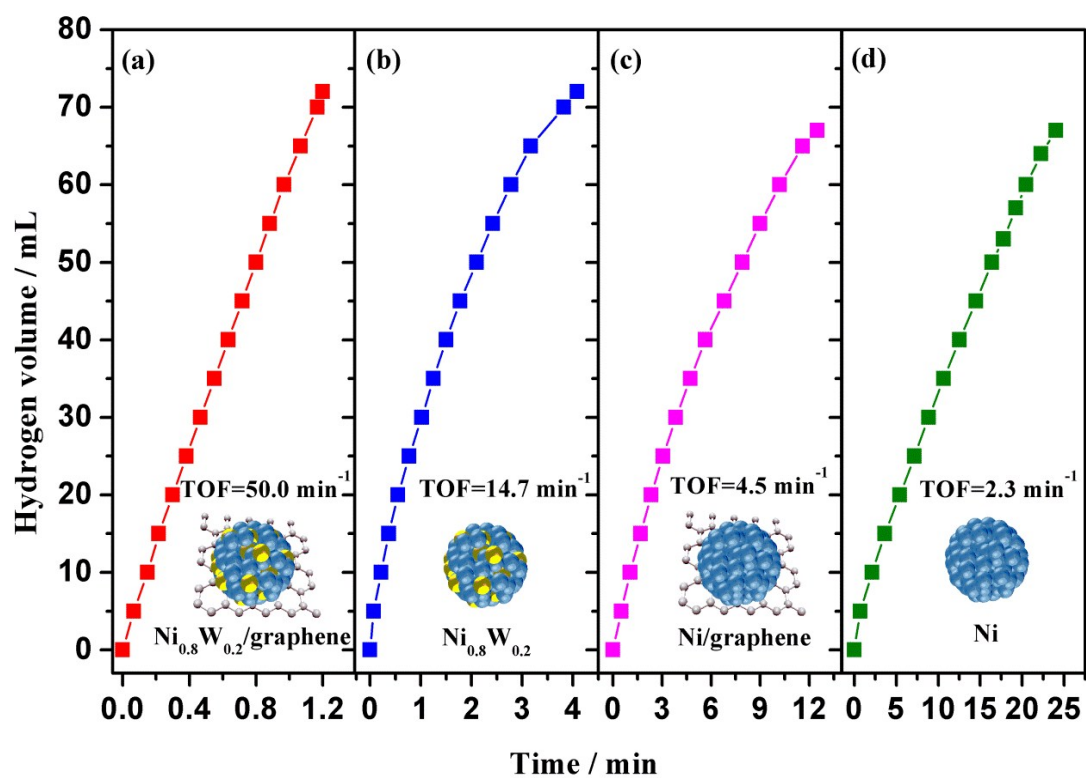 80
70
60
50
40
30
20
10
0
Hydrogen volume / mL
(a)
TOF=50.0 min⁻¹
Ni₀.₈W₀.₂/graphene
0.0 0.4 0.8 1.2
(b)
TOF=14.7 min⁻¹
Ni₀.₈W₀.₂
0 1 2 3 4
(c)
TOF=4.5 min⁻¹
Ni/graphene
0 3 6 9 12
(d)
TOF=2.3 min⁻¹
Ni
0 5 10 15 20 25
Time / min